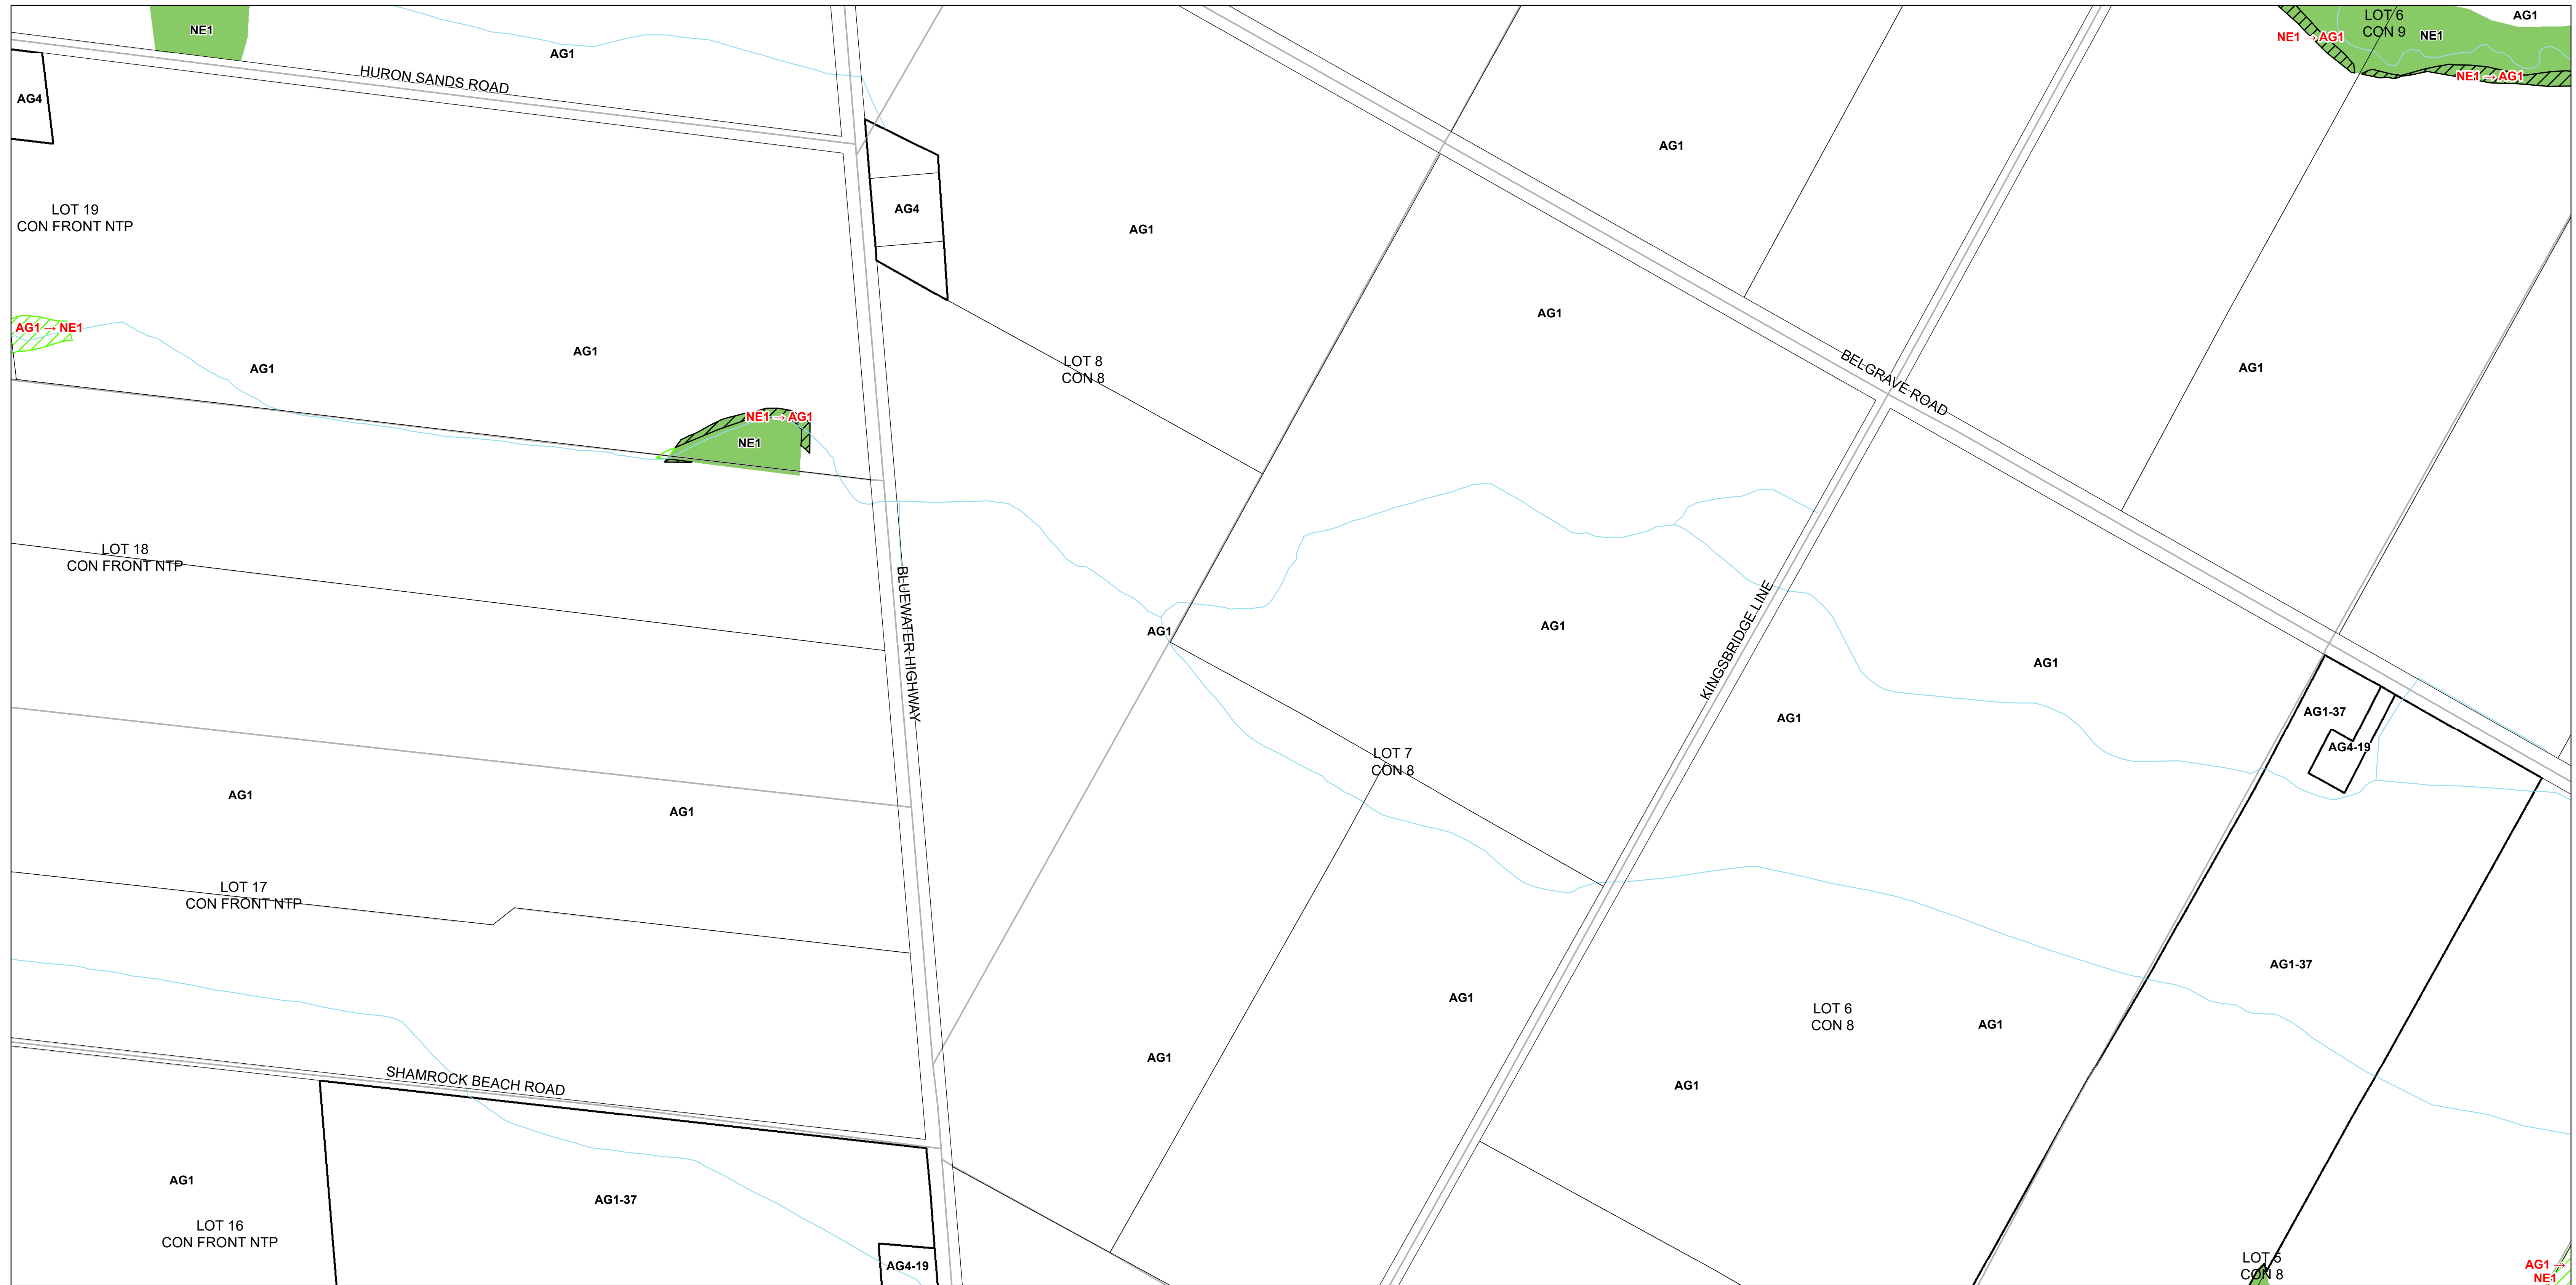 NE1
AG1
HURON SANDS ROAD
AG4
LOT 19
CON FRONT NTP
AG1 → NE1
AG1
AG1
NE1 → AG1
NE1
AG4
AG1
LOT 8
CON 8
AG1
AG1
LOT 6
CON 9
NE1
AG1
NE1 → AG1
NE1 → AG1
BELGRAVE ROAD
AG1
LOT 18
CON FRONT NTP
BLUEWATER HIGHWAY
AG1
AG1
KINGSBRIDGE LINE
AG1
AG1
AG1-37
AG4-19
LOT 7
CON 8
AG1
AG1
LOT 17
CON FRONT NTP
AG1-37
AG1
LOT 6
CON 8
AG1
AG1
AG1
SHAMROCK BEACH ROAD
AG1
AG1-37
LOT 16
CON FRONT NTP
AG4-19
LOT 5
CON 8
AG1 →
NE1